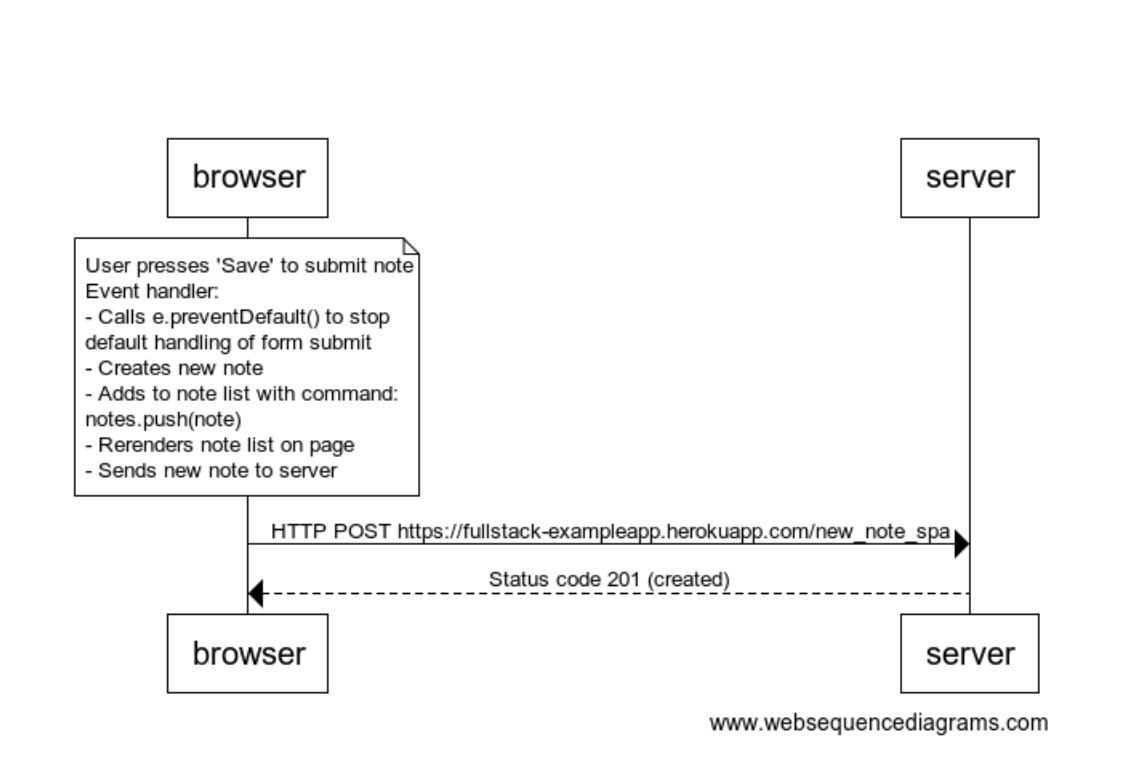 browser
server
User presses 'Save' to submit note
Event handler:
- Calls e.preventDefault() to stop
default handling of form submit
- Creates new note
- Adds to note list with command:
notes.push(note)
- Rerenders note list on page
- Sends new note to server
HTTP POST https://fullstack-exampleapp.herokuapp.com/new_note_spa
Status code 201 (created)
browser
server
www.websequencediagrams.com